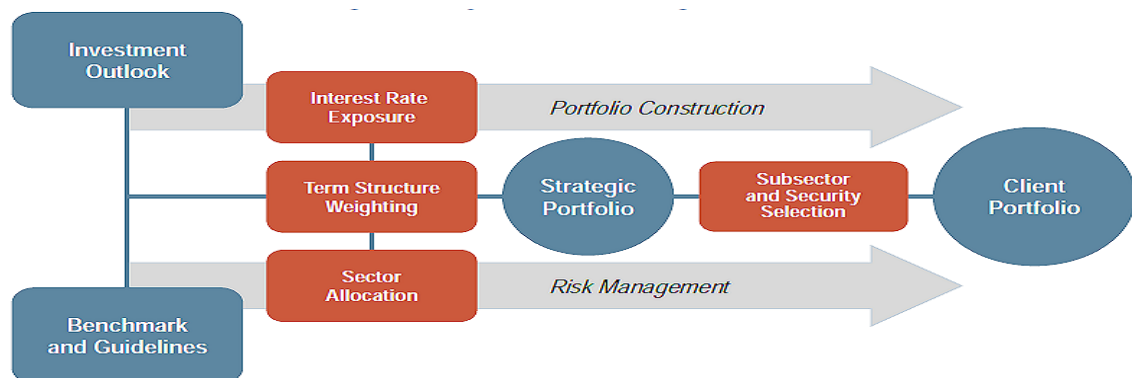 Investment
Outlook
Interest Rate
Exposure
Portfolio Construction
Term Structure
Weighting
Strategic
Portfolio
Subsector
and Security
Selection
Client
Portfolio
Sector
Allocation
Risk Management
Benchmark
and Guidelines